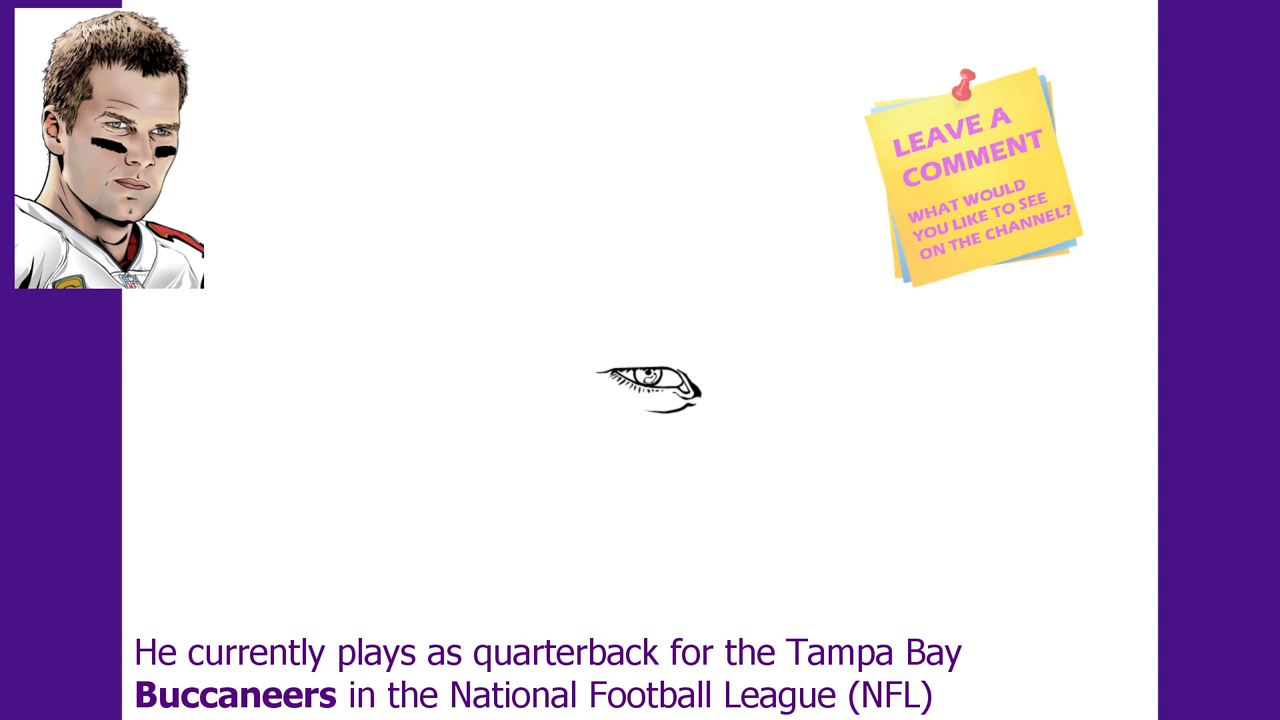 LEAVE A
COMMENT
WHAT WOULD
YOU LIKE TO SEE
ON THE CHANNEL?
He currently plays as quarterback for the Tampa Bay
Buccaneers in the National Football League (NFL)